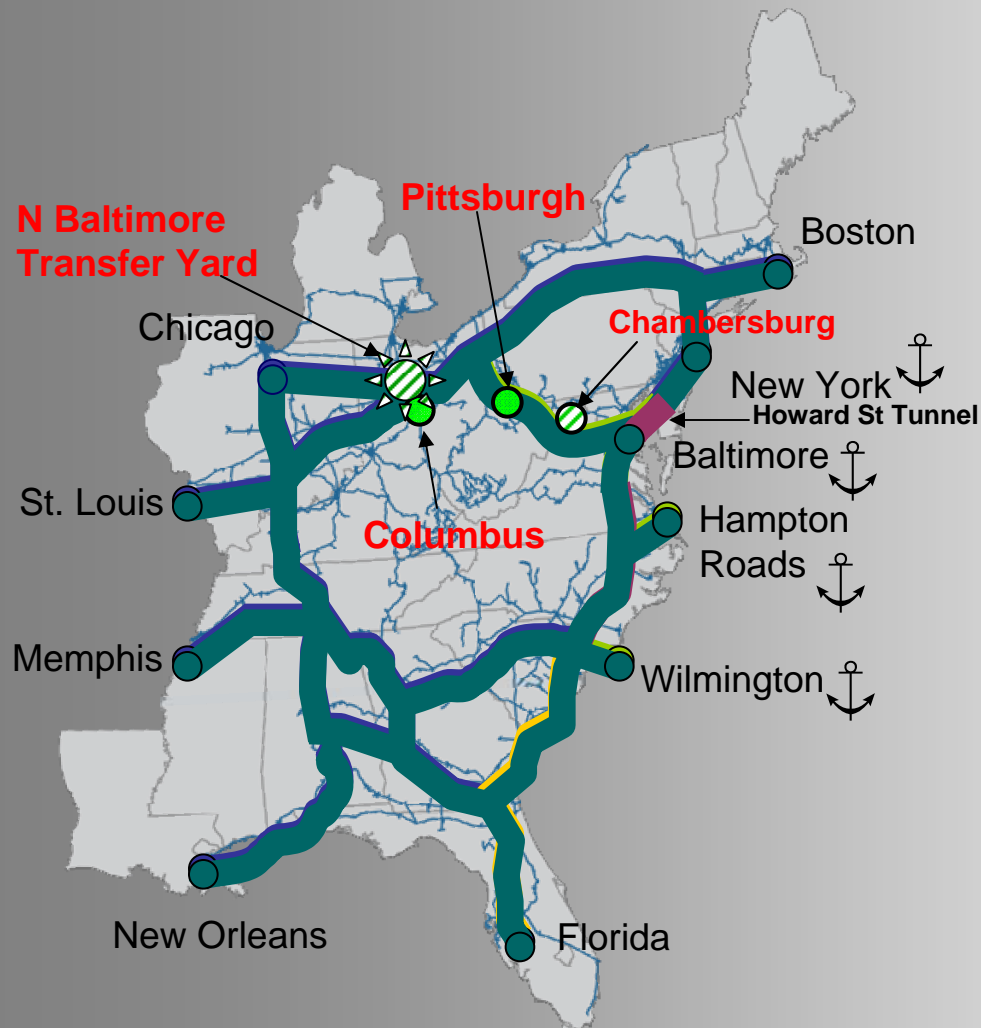 Pittsburgh
N Baltimore
Transfer Yard
Boston
Chicago
Chambersburg
New York
Howard St Tunnel
Baltimore
St. Louis
Hampton
Roads
Columbus
Memphis
Wilmington
New Orleans
Florida